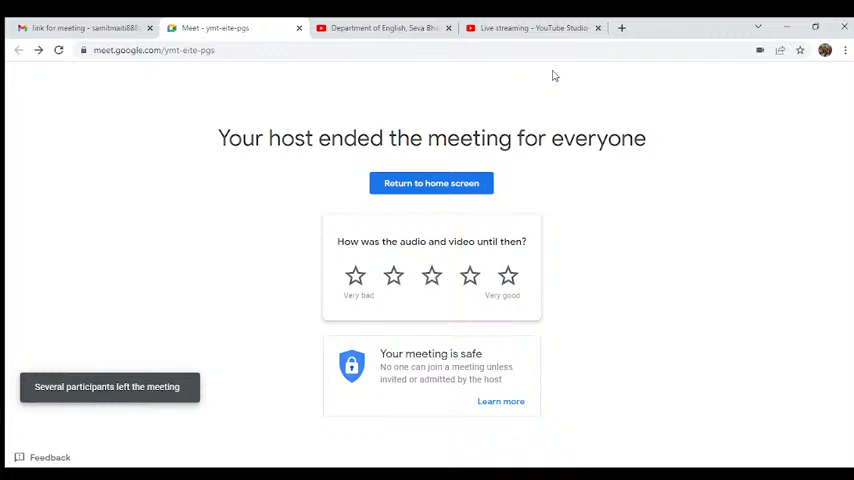 link for meeting - samitmaiti888
Meet - ymt-eite-pgs
Department of English, Seva Bha
Live streaming - YouTube Studio
meet.google.com/ymt-eite-pgs
Your host ended the meeting for everyone
Return to home screen
How was the audio and video until then?
Very bad
Very good
Your meeting is safe
No one can join a meeting unless
invited or admitted by the host
Learn more
Several participants left the meeting
Feedback